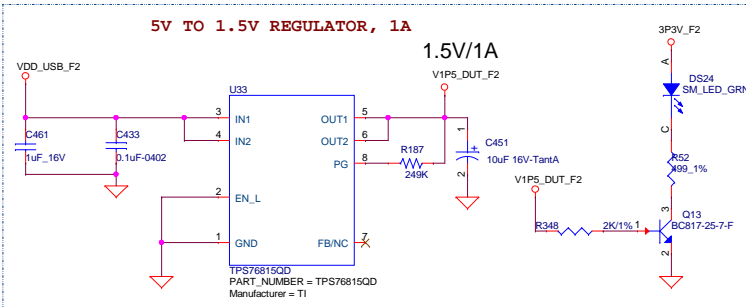 5V TO 1.5V REGULATOR, 1A
1.5V/1A
3P3V_F2
VDD_USB_F2
V1P5_DUT_F2
U33
A
DS24
SM_LED_GRN
3
IN1
OUT1
5
4
IN2
OUT2
6
C461
1uF_16V
C433
0.1uF-0402
PG
8
R187
249K
1
C451
10uF 16V-TantA
2
C
R52
499_1%
2
EN_L
V1P5_DUT_F2
1
GND
FB/NC
7
R348
2K/1%
1
3
Q13
BC817-25-7-F
2
TPS76815QD
PART_NUMBER = TPS76815QD
Manufacturer = TI